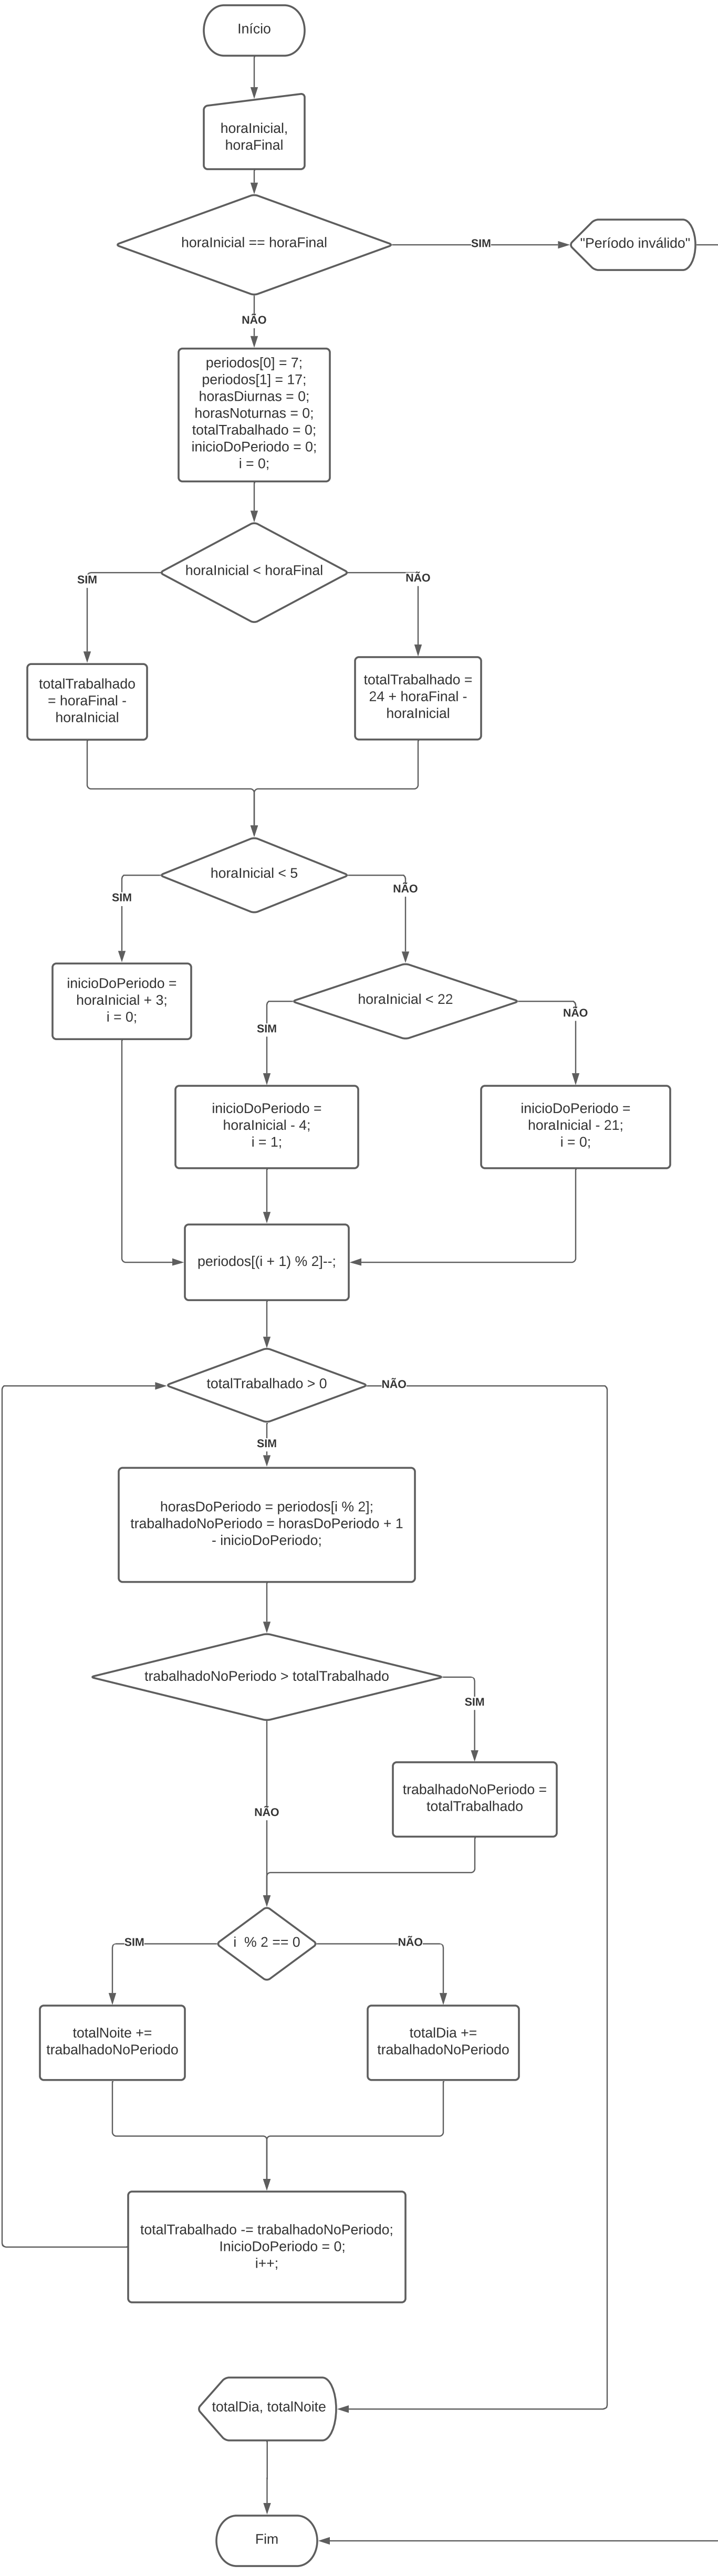 Início
horaInicial,
horaFinal
horaInicial == horaFinal
SIM
"Período inválido"
NÃO
periodos[0] = 7;
periodos[1] = 17;
horasDiurnas = 0;
horasNoturnas = 0;
totalTrabalhado = 0;
inicioDoPeriodo = 0;
i = 0;
horaInicial < horaFinal
SIM
NÃO
totalTrabalhado
= horaFinal -
horaInicial
totalTrabalhado =
24 + horaFinal -
horaInicial
horaInicial < 5
SIM
NÃO
inicioDoPeriodo =
horaInicial + 3;
i = 0;
horaInicial < 22
SIM
NÃO
inicioDoPeriodo =
horaInicial - 4;
i = 1;
inicioDoPeriodo =
horaInicial - 21;
i = 0;
periodos[(i + 1) % 2]--;
totalTrabalhado > 0
NÃO
SIM
horasDoPeriodo = periodos[i % 2];
trabalhadoNoPeriodo = horasDoPeriodo + 1
- inicioDoPeriodo;
trabalhadoNoPeriodo > totalTrabalhado
SIM
trabalhadoNoPeriodo =
totalTrabalhado
NÃO
i % 2 == 0
SIM
NÃO
totalNoite +=
trabalhadoNoPeriodo
totalDia +=
trabalhadoNoPeriodo
totalTrabalhado -= trabalhadoNoPeriodo;
InicioDoPeriodo = 0;
i++;
totalDia, totalNoite
Fim